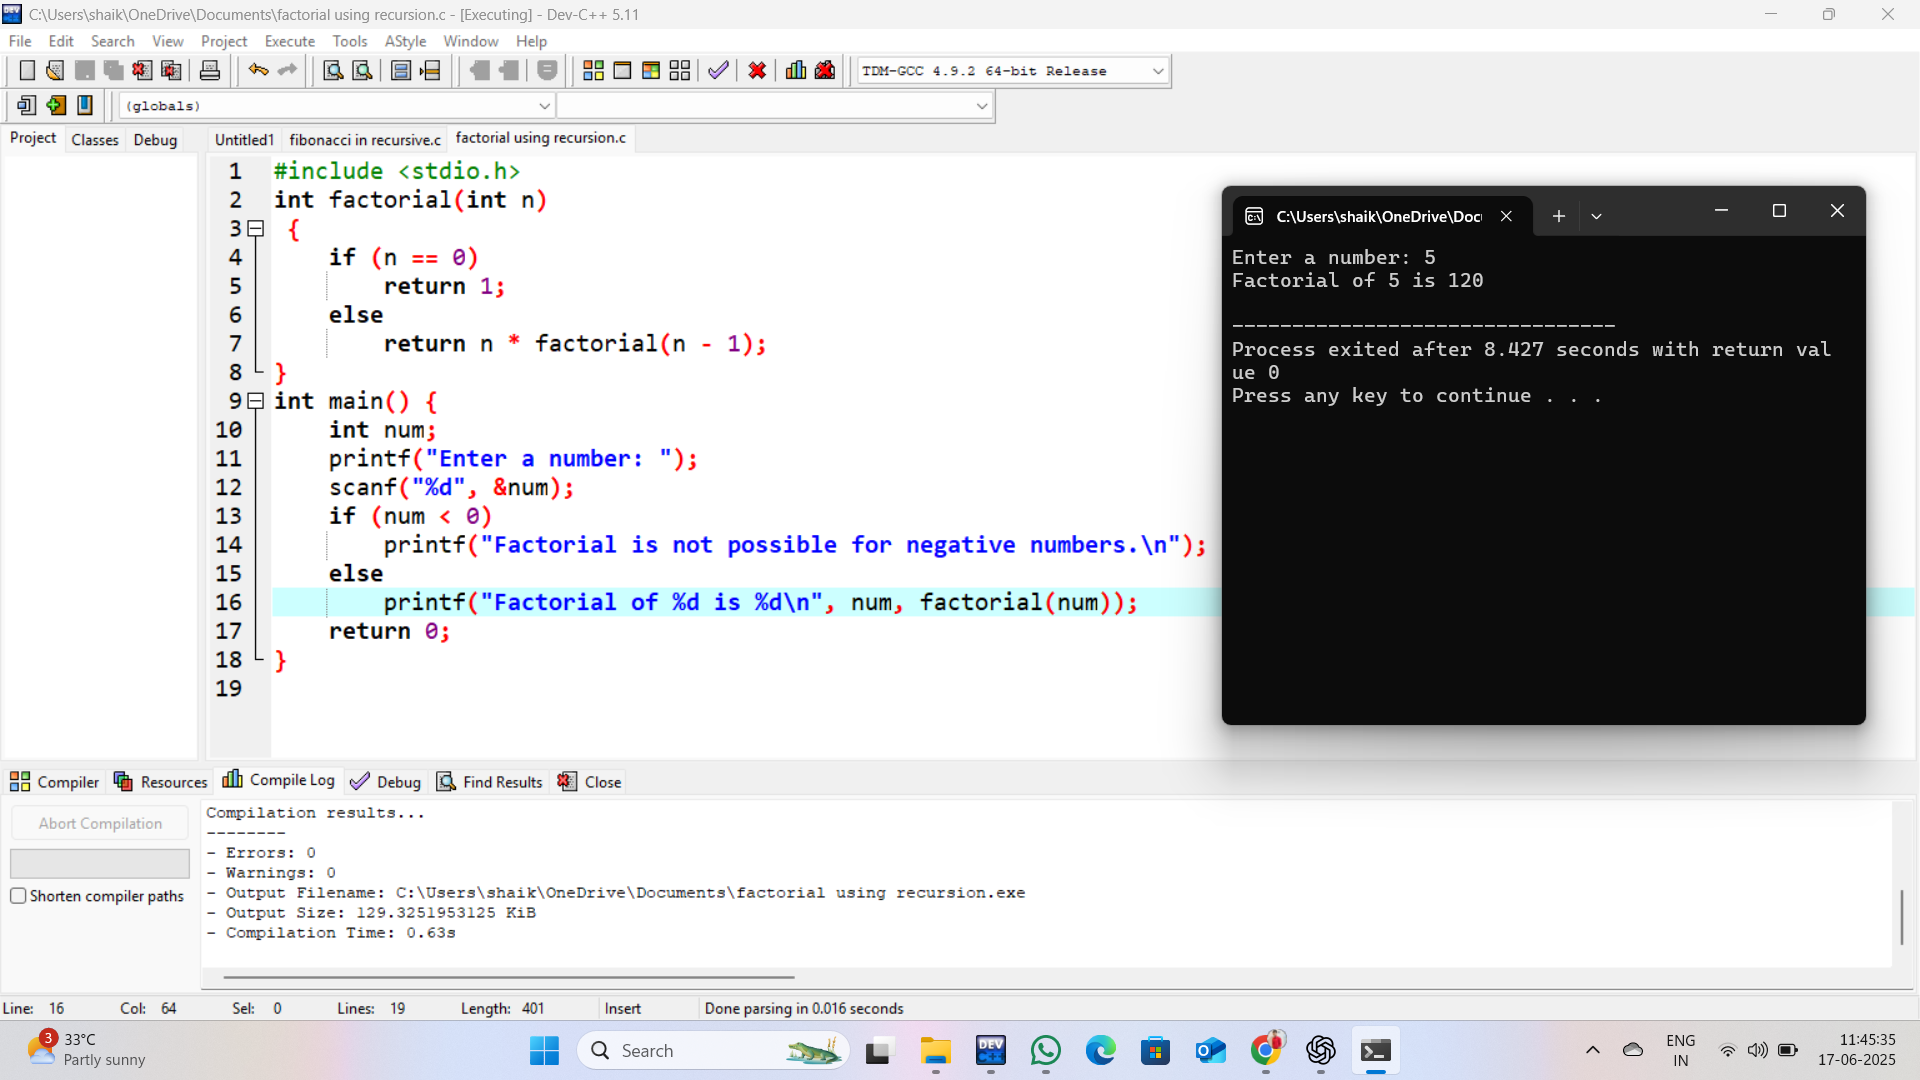 C:\Users\shaik\OneDrive\Documents\factorial using recursion.c - [Executing] - Dev-C++ 5.11
File Edit Search View Project Execute Tools AStyle Window Help
TDM-GCC 4.9.2 64-bit Release
(globals)
Project Classes Debug
Untitled1 fibonacci in recursive.c factorial using recursion.c
1 #include <stdio.h>
2 int factorial(int n)
3 {
4 if (n == 0)
5 return 1;
6 else
7 return n * factorial(n - 1);
8 }
9 int main() {
10 int num;
11 printf("Enter a number: ");
12 scanf("%d", &num);
13 if (num < 0)
14 printf("Factorial is not possible for negative numbers.\n");
15 else
16 printf("Factorial of %d is %d\n", num, factorial(num));
17 return 0;
18 }
19
C:\Users\shaik\OneDrive\Doc
Enter a number: 5
Factorial of 5 is 120
--------------------------------
Process exited after 8.427 seconds with return val
ue 0
Press any key to continue . . .
Compiler Resources Compile Log Debug Find Results Close
Abort Compilation
Shorten compiler paths
Compilation results...
--------
- Errors: 0
- Warnings: 0
- Output Filename: C:\Users\shaik\OneDrive\Documents\factorial using recursion.exe
- Output Size: 129.3251953125 KiB
- Compilation Time: 0.63s
Line: 16 Col: 64 Sel: 0 Lines: 19 Length: 401 Insert Done parsing in 0.016 seconds
3
33°C
Partly sunny
Search
DEV
C++
ENG
IN
11:45:35
17-06-2025